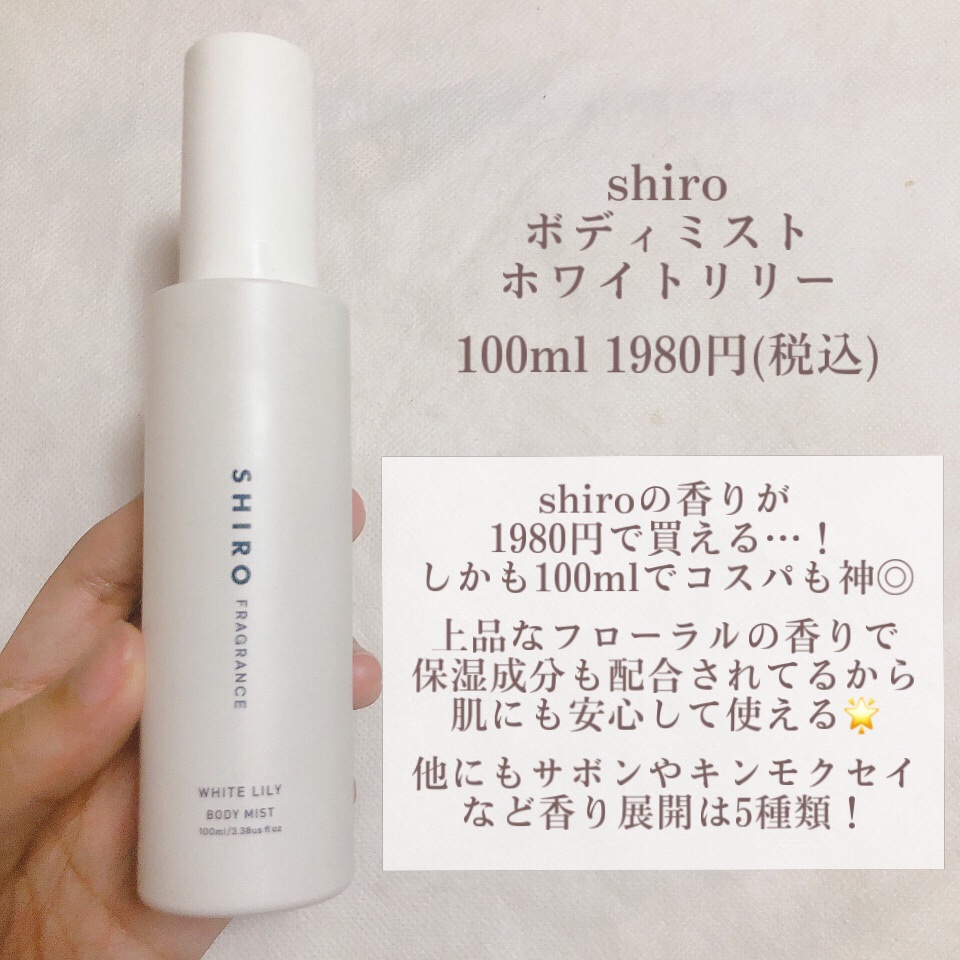 shiro
ボディミスト
ホワイトリリー
100ml 1980円(税込)
shiroの香りが
1980円で買える…！
しかも100mlでコスパも神◎
上品なフローラルの香りで
保湿成分も配合されてるから
肌にも安心して使える🌟
他にもサボンやキンモクセイ
など香り展開は5種類！
SHIRO FRAGRANCE
WHITE LILY
BODY MIST
100ml/3.38us fl oz